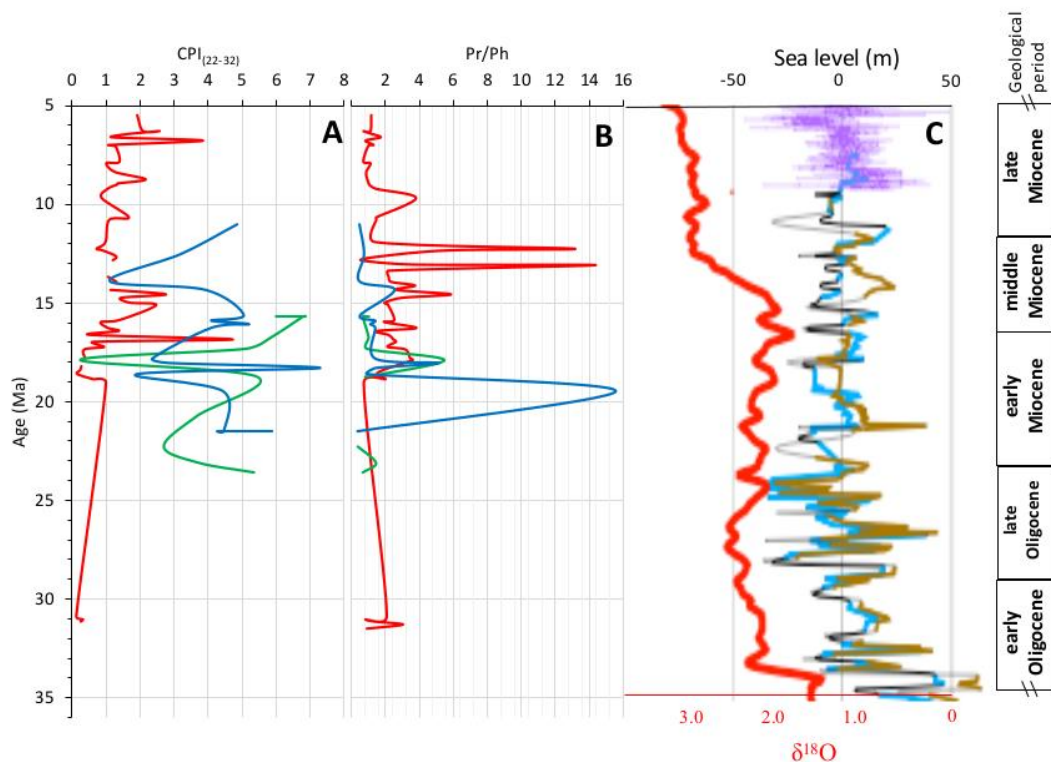 CPI(22-32)
Pr/Ph
Sea level (m)
Geological period
0 1 2 3 4 5 6 7 8
2 4 6 8 10 12 14 16
-50 0 50
A
B
C
Age (Ma)
5
10
15
20
25
30
35
late Miocene
middle Miocene
early Miocene
late Oligocene
early Oligocene
3.0 2.0 1.0 0
δ18O